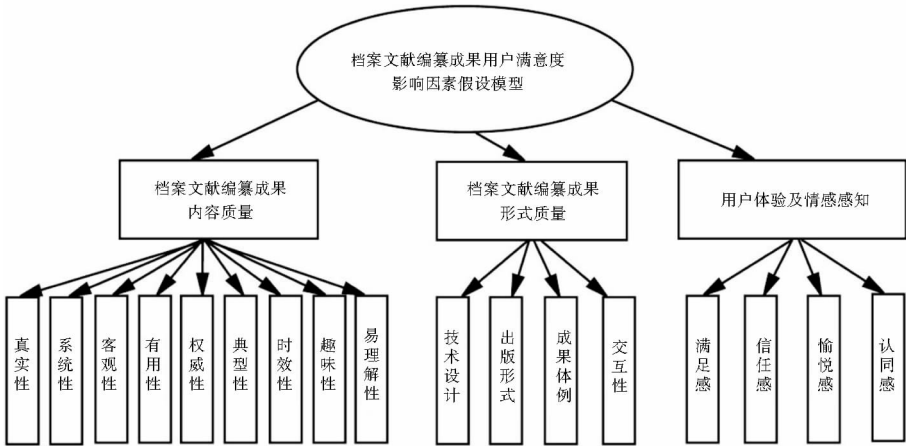 档案文献编纂成果用户满意度
影响因素假设模型
档案文献编纂成果
内容质量
档案文献编纂成果
形式质量
用户体验及情感感知
真实性
系统性
客观性
有用性
权威性
典型性
时效性
趣味性
易理解性
技术设计
出版形式
成果体例
交互性
满足感
信任感
愉悦感
认同感